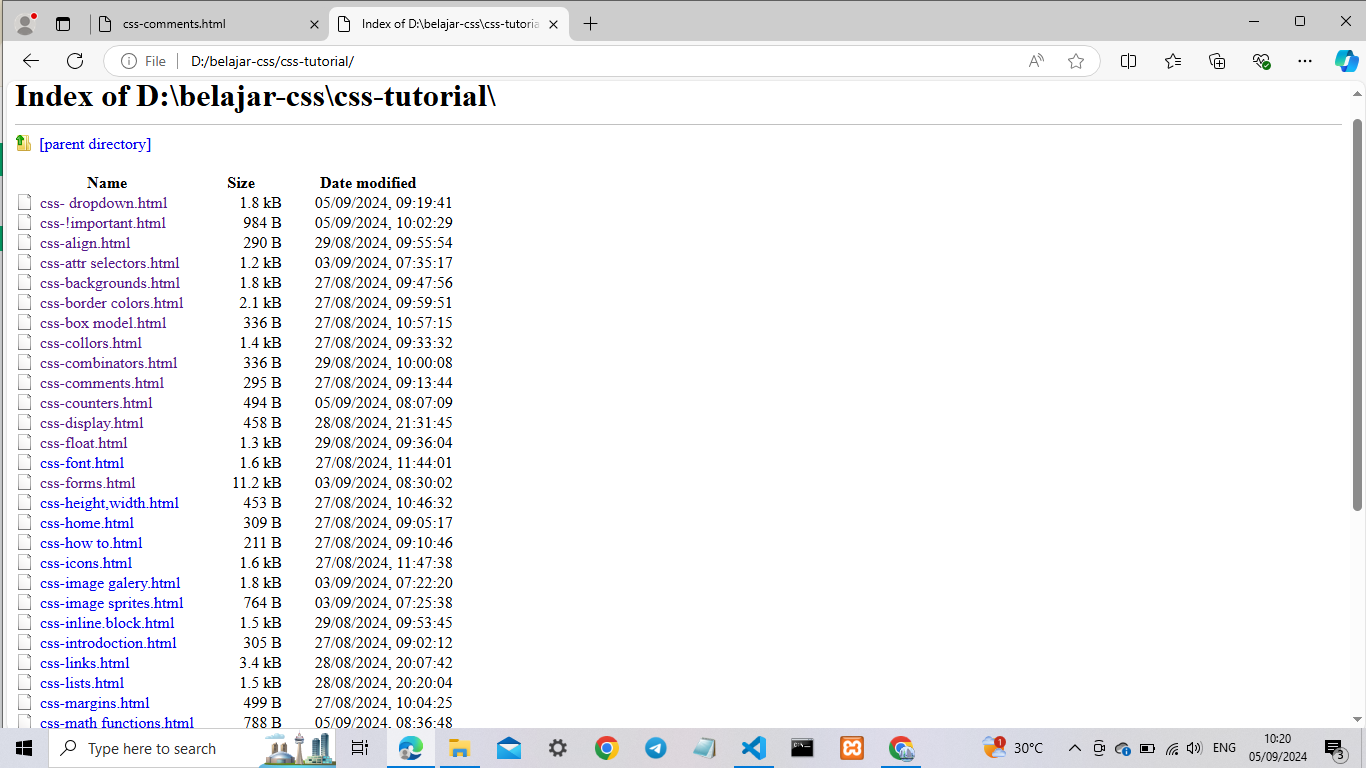 css-comments.html
Index of D:\belajar-css\css-tutoria
File
D:/belajar-css/css-tutorial/
Index of D:\belajar-css\css-tutorial\
[parent directory]
Name Size Date modified
css- dropdown.html 1.8 kB 05/09/2024, 09:19:41
css-!important.html 984 B 05/09/2024, 10:02:29
css-align.html 290 B 29/08/2024, 09:55:54
css-attr selectors.html 1.2 kB 03/09/2024, 07:35:17
css-backgrounds.html 1.8 kB 27/08/2024, 09:47:56
css-border colors.html 2.1 kB 27/08/2024, 09:59:51
css-box model.html 336 B 27/08/2024, 10:57:15
css-collors.html 1.4 kB 27/08/2024, 09:33:32
css-combinators.html 336 B 29/08/2024, 10:00:08
css-comments.html 295 B 27/08/2024, 09:13:44
css-counters.html 494 B 05/09/2024, 08:07:09
css-display.html 458 B 28/08/2024, 21:31:45
css-float.html 1.3 kB 29/08/2024, 09:36:04
css-font.html 1.6 kB 27/08/2024, 11:44:01
css-forms.html 11.2 kB 03/09/2024, 08:30:02
css-height,width.html 453 B 27/08/2024, 10:46:32
css-home.html 309 B 27/08/2024, 09:05:17
css-how to.html 211 B 27/08/2024, 09:10:46
css-icons.html 1.6 kB 27/08/2024, 11:47:38
css-image galery.html 1.8 kB 03/09/2024, 07:22:20
css-image sprites.html 764 B 03/09/2024, 07:25:38
css-inline.block.html 1.5 kB 29/08/2024, 09:53:45
css-introdoction.html 305 B 27/08/2024, 09:02:12
css-links.html 3.4 kB 28/08/2024, 20:07:42
css-lists.html 1.5 kB 28/08/2024, 20:20:04
css-margins.html 499 B 27/08/2024, 10:04:25
css-math functions.html 788 B 05/09/2024, 08:36:48
Type here to search
1
30°C
ENG
10:20
05/09/2024
3